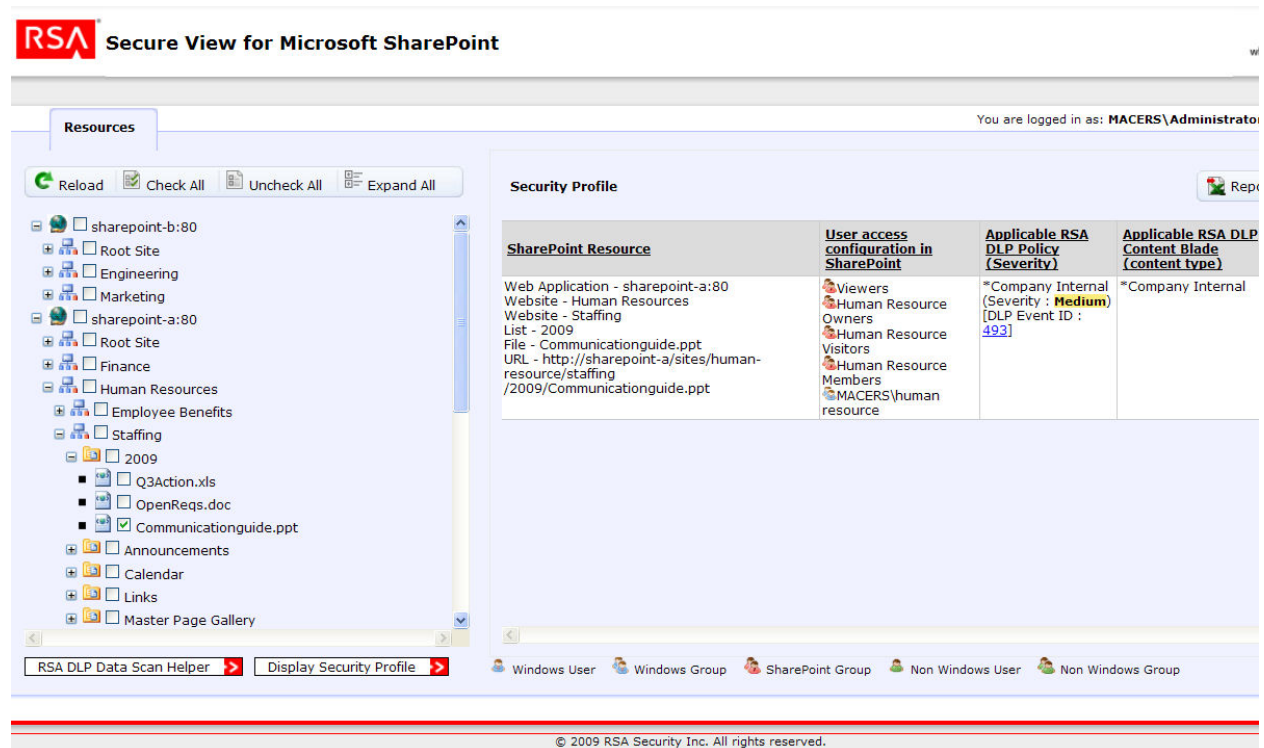 RSA Secure View for Microsoft SharePoint
Resources
You are logged in as: MACERS\Administrator
Reload Check All Uncheck All Expand All
sharepoint-b:80
Root Site
Engineering
Marketing
sharepoint-a:80
Root Site
Finance
Human Resources
Employee Benefits
Staffing
2009
Q3Action.xls
OpenReqs.doc
Communicationguide.ppt
Announcements
Calendar
Links
Master Page Gallery
RSA DLP Data Scan Helper
Display Security Profile
Security Profile
SharePoint Resource
User access
configuration in
SharePoint
Applicable RSA
DLP Policy
(Severity)
Applicable RSA DLP
Content Blade
(content type)
Web Application - sharepoint-a:80
Website - Human Resources
Website - Staffing
List - 2009
File - Communicationguide.ppt
URL - http://sharepoint-a/sites/human-
resource/staffing
/2009/Communicationguide.ppt
Viewers
Human Resource
Owners
Human Resource
Visitors
Human Resource
Members
MACERS\human
resource
*Company Internal
(Severity : Medium)
[DLP Event ID :
493]
*Company Internal
Windows User Windows Group SharePoint Group Non Windows User Non Windows Group
© 2009 RSA Security Inc. All rights reserved.